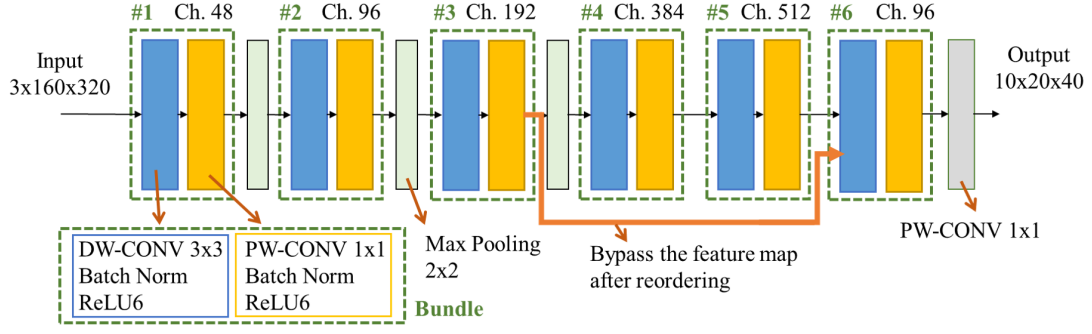 #1 Ch. 48
#2 Ch. 96
#3 Ch. 192
#4 Ch. 384
#5 Ch. 512
#6 Ch. 96
Input
3x160x320
Output
10x20x40
DW-CONV 3x3
Batch Norm
ReLU6
PW-CONV 1x1
Batch Norm
ReLU6
Bundle
Max Pooling
2x2
Bypass the feature map
after reordering
PW-CONV 1x1